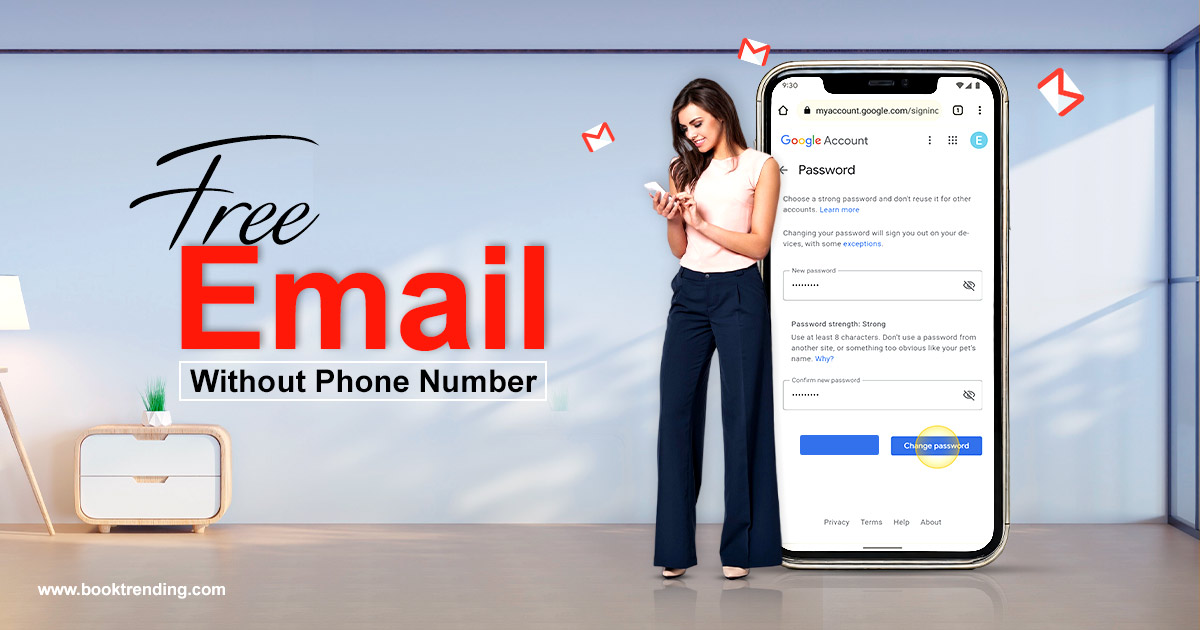 Free
Email
Without Phone Number
www.booktrending.com
9:30
myaccount.google.com/signinc
1
Google Account
E
Password
Choose a strong password and don't reuse it for other
accounts. Learn more
Changing your password will sign you out on your de-
vices, with some exceptions.
New password
Password strength: Strong
Use at least 8 characters. Don't use a password from
another site, or something too obvious like your pet's
name. Why?
Confirm new password
Change password
Privacy Terms Help About